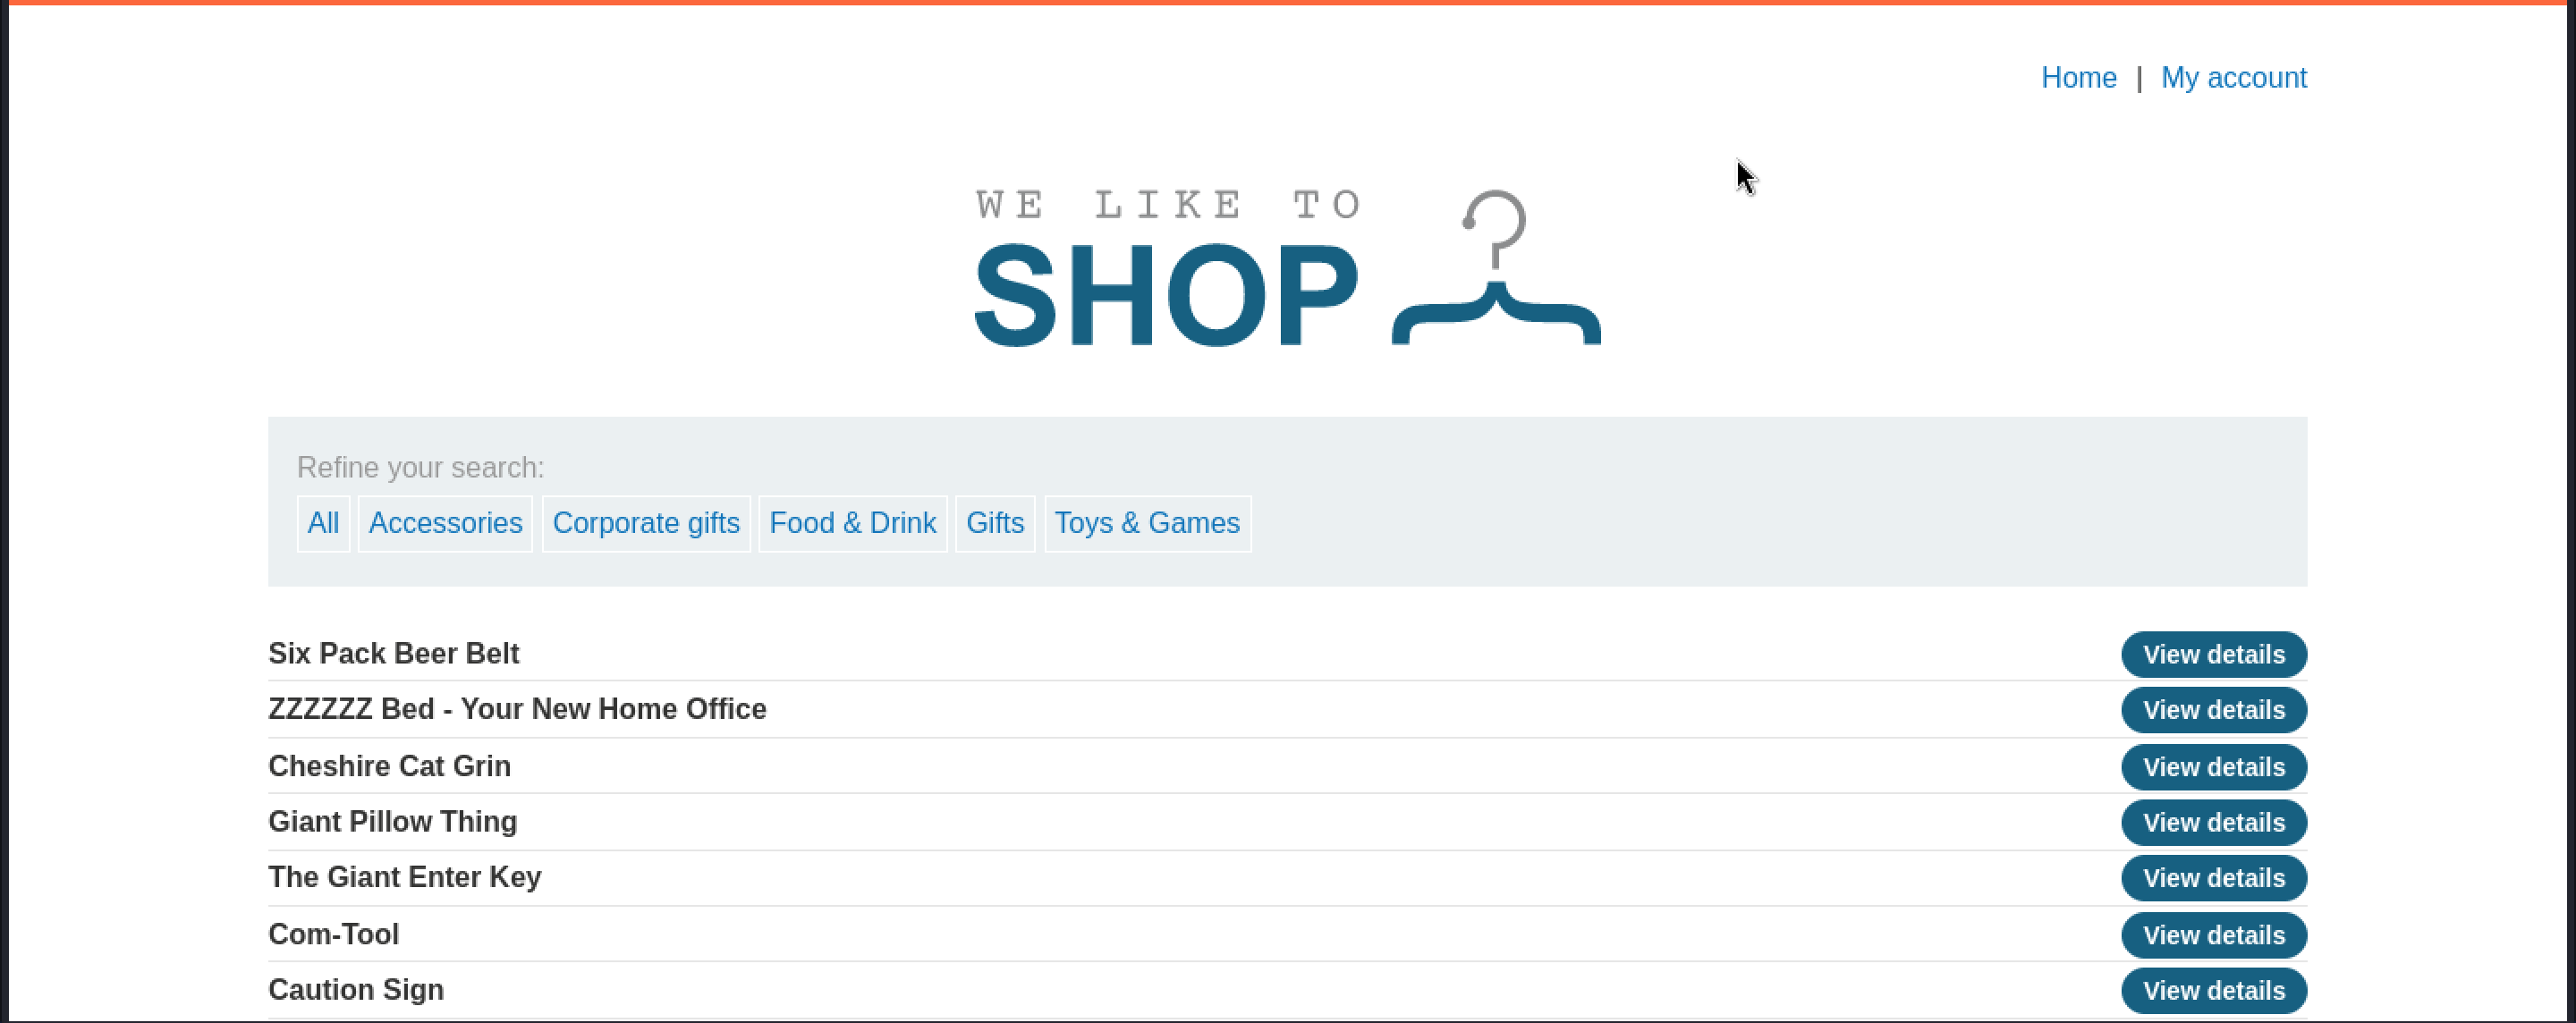 Home | My account
WE LIKE TO
SHOP
Refine your search:
All Accessories Corporate gifts Food & Drink Gifts Toys & Games
Six Pack Beer Belt View details
ZZZZZZ Bed - Your New Home Office View details
Cheshire Cat Grin View details
Giant Pillow Thing View details
The Giant Enter Key View details
Com-Tool View details
Caution Sign View details